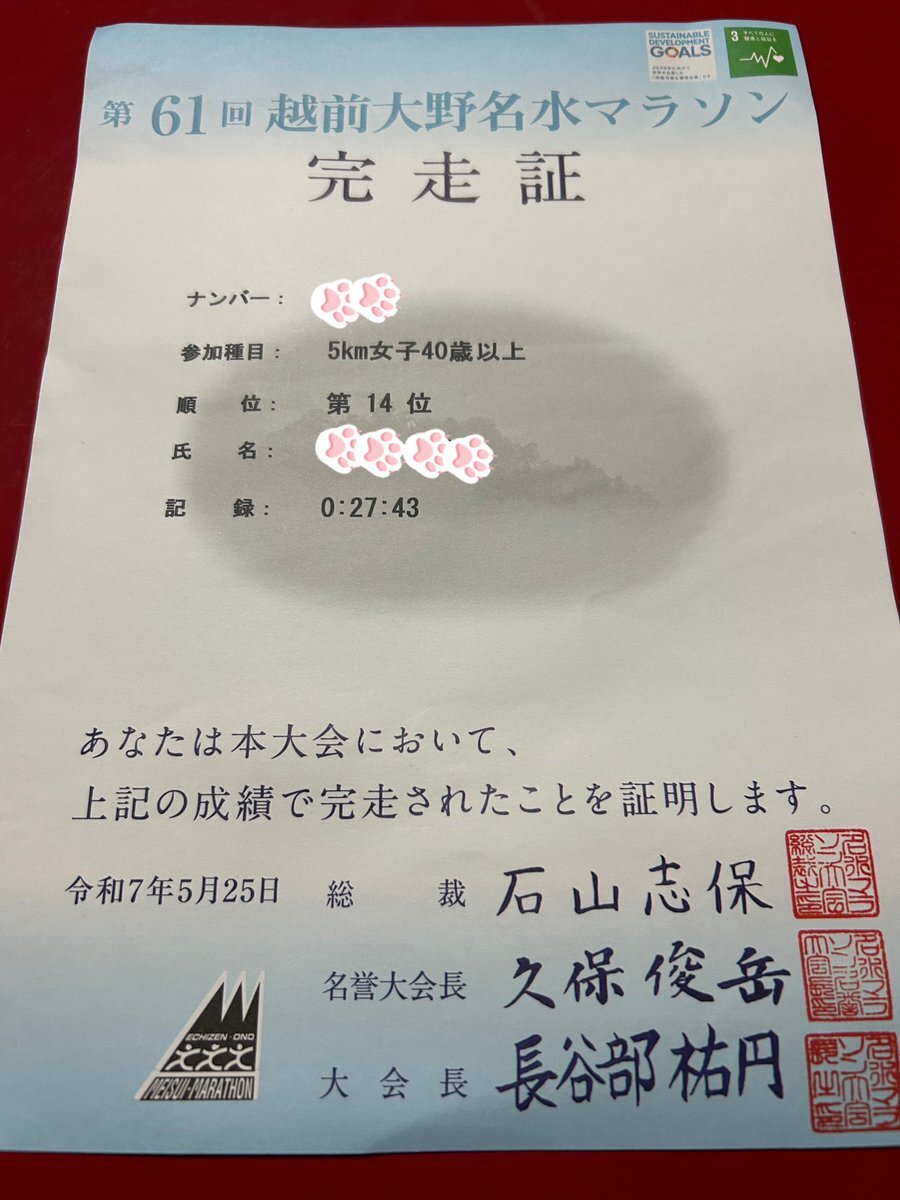 SUSTAINABLE
DEVELOPMENT
GOALS
3 すべての人に
健康と福祉を
第61回 越前大野名水マラソン
完走証
ナンバー：
参加種目： 5km女子40歳以上
順 位： 第 14 位
氏 名：
記 録： 0:27:43
あなたは本大会において、
上記の成績で完走されたことを証明します。
令和7年5月25日 総 裁 石山志保
名誉大会長 久保俊岳
大会長 長谷部祐円
ECHIZEN・ONO
えええ
MEISUI-MARATHON